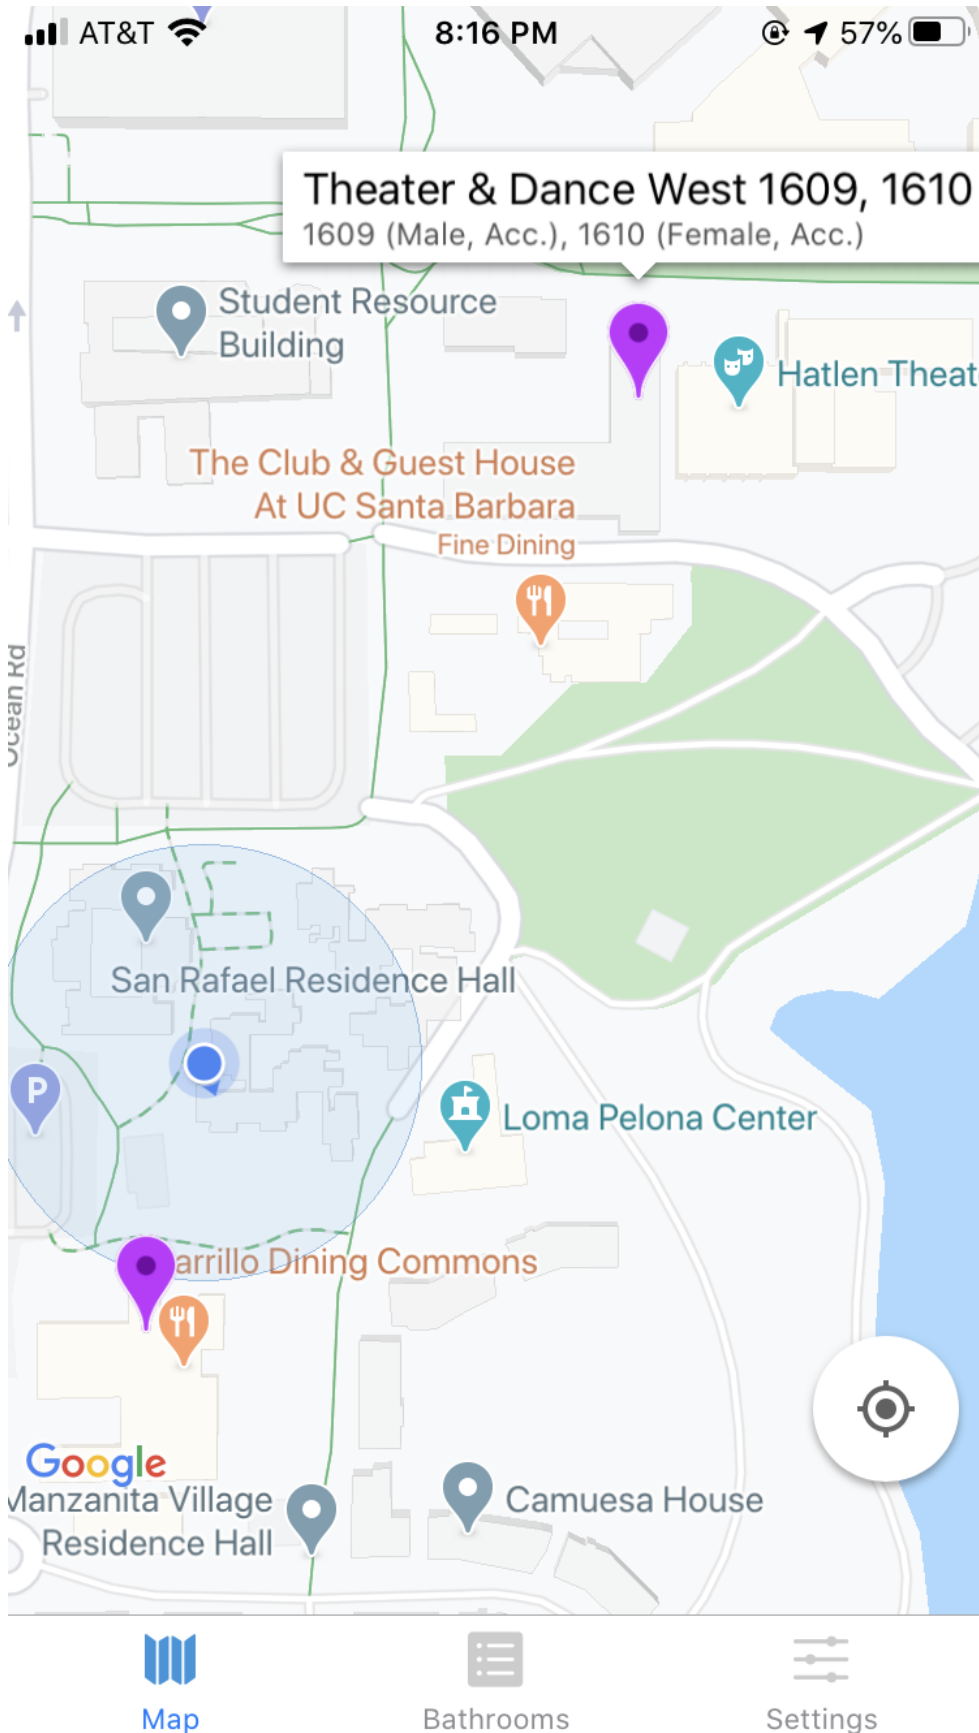 AT&T 8:16 PM 57%
Theater & Dance West 1609, 1610
1609 (Male, Acc.), 1610 (Female, Acc.)
Student Resource
Building
Hatlen Theat
The Club & Guest House
At UC Santa Barbara
Fine Dining
Ocean Rd
San Rafael Residence Hall
P
Loma Pelona Center
arrillo Dining Commons
Google
Manzanita Village
Residence Hall
Camuesa House
Map Bathrooms Settings